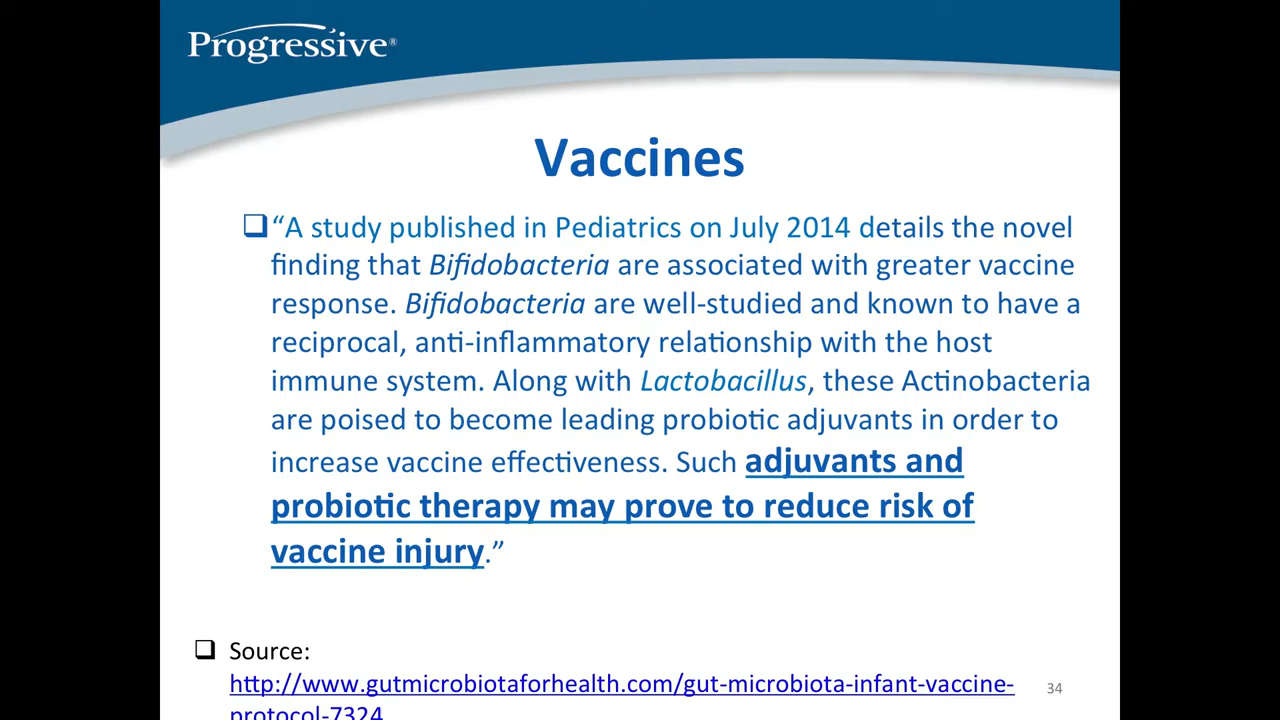 Progressive®
Vaccines
❑ “A study published in Pediatrics on July 2014 details the novel
finding that Bifidobacteria are associated with greater vaccine
response. Bifidobacteria are well-studied and known to have a
reciprocal, anti-inflammatory relationship with the host
immune system. Along with Lactobacillus, these Actinobacteria
are poised to become leading probiotic adjuvants in order to
increase vaccine effectiveness. Such adjuvants and
probiotic therapy may prove to reduce risk of
vaccine injury.”
❑ Source:
http://www.gutmicrobiotaforhealth.com/gut-microbiota-infant-vaccine-
protocol-7324
34